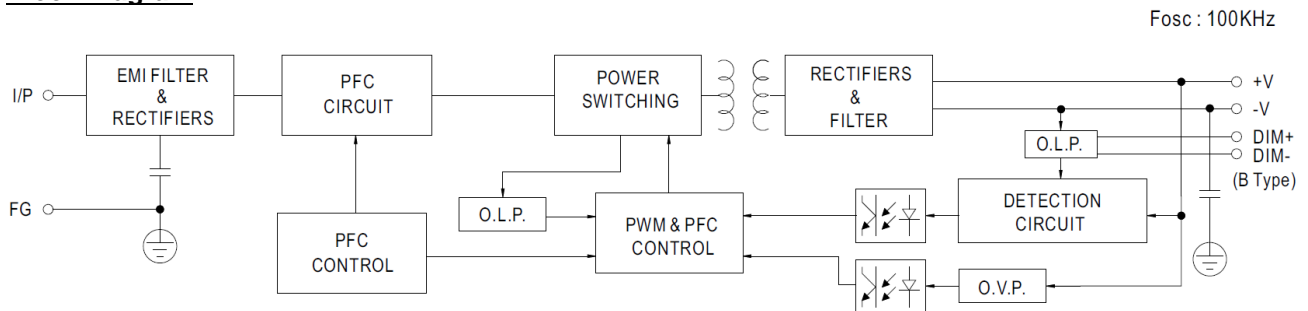 Fosc : 100KHz
I/P
EMI FILTER
&
RECTIFIERS
PFC
CIRCUIT
POWER
SWITCHING
RECTIFIERS
&
FILTER
+V
-V
DIM+
DIM-
(B Type)
O.L.P.
FG
O.L.P.
PFC
CONTROL
PWM & PFC
CONTROL
DETECTION
CIRCUIT
O.V.P.